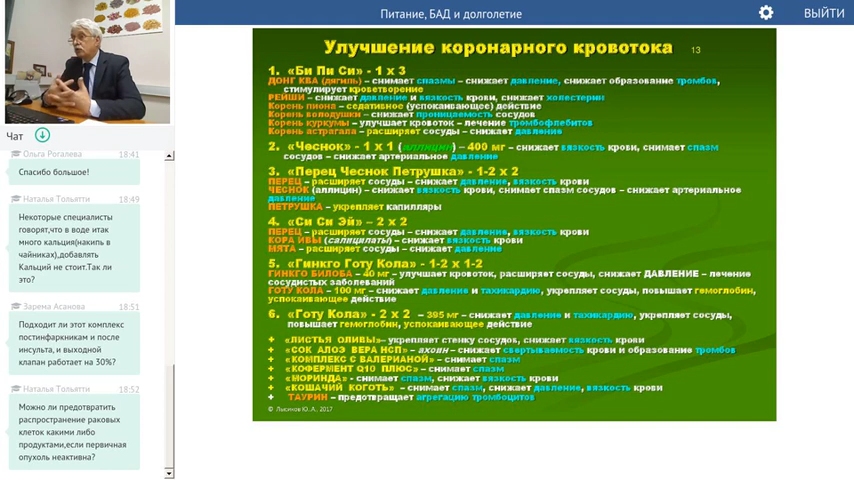 Питание, БАД и долголетие
ВЫЙТИ
Чат
Ольга Рогалева 18:41
Спасибо большое!
Наталья Тольятти 18:49
Некоторые специалисты
говорят,что в воде итак
много кальция(накипь в
чайниках),добавлять
Кальций не стоит.Так ли
это?
Зарема Асанова 18:51
Подходит ли этот комплекс
постинфаркникам и после
инсульта, и выходной
клапан работает на 30%?
Наталья Тольятти 18:52
Можно ли предотвратить
распространение раковых
клеток какими либо
продуктами,если первичная
опухоль неактивна?
Улучшение коронарного кровотока 13
1. «Би Пи Си» - 1 х 3
ДОНГ КВА (дягиль) – снимает спазмы – снижает давление, снижает образование тромбов,
стимулирует кроветворение
РЕЙШИ – снижает давление и вязкость крови, снижает холестерин
Корень пиона – седативное (успокаивающее) действие
Корень володушки – снижает проницаемость сосудов
Корень куркумы – улучшает кровоток – лечение тромбофлебитов
Корень астрагала – расширяет сосуды – снижает давление
2. «Чеснок» - 1 х 1 (аллицин) – 400 мг – снижает вязкость крови, снимает спазм
сосудов – снижает артериальное давление
3. «Перец Чеснок Петрушка» - 1-2 х 2
ПЕРЕЦ – расширяет сосуды – снижает давление, вязкость крови
ЧЕСНОК (аллицин) – снижает вязкость крови, снимает спазм сосудов – снижает артериальное
давление
ПЕТРУШКА – укрепляет капилляры
4. «Си Си Эй» – 2 х 2
ПЕРЕЦ – расширяет сосуды – снижает давление, вязкость крови
КОРА ИВЫ (салицилаты) – снижает вязкость крови
МЯТА – расширяет сосуды – снижает давление
5. «Гинкго Готу Кола» - 1-2 х 1-2
ГИНКГО БИЛОБА – 40 мг – улучшает кровоток, расширяет сосуды, снижает ДАВЛЕНИЕ – лечение
сосудистых заболеваний
ГОТУ КОЛА – 100 мг – снижает давление и тахикардию, укрепляет сосуды, повышает гемоглобин,
успокаивающее действие
6. «Готу Кола» - 2 х 2 – 395 мг – снижает давление и тахикардию, укрепляет сосуды,
повышает гемоглобин, успокаивающее действие
+ «ЛИСТЬЯ ОЛИВЫ»– укрепляет стенку сосудов, снижает вязкость крови
+ «СОК АЛОЭ ВЕРА НСП» – ахоян – снижает свертываемость крови и образование тромбов
+ «КОМПЛЕКС С ВАЛЕРИАНОЙ» – снимает спазм
+ «КОФЕРМЕНТ Q10 ПЛЮС» – снимает спазм
+ «МОРИНДА» - снимает спазм, снижает вязкость крови
+ «КОШАЧИЙ КОГОТЬ» – снимает спазм, снижает давление, вязкость крови
+ ТАУРИН – предотвращает агрегацию тромбоцитов
© Лысиков Ю.А., 2017